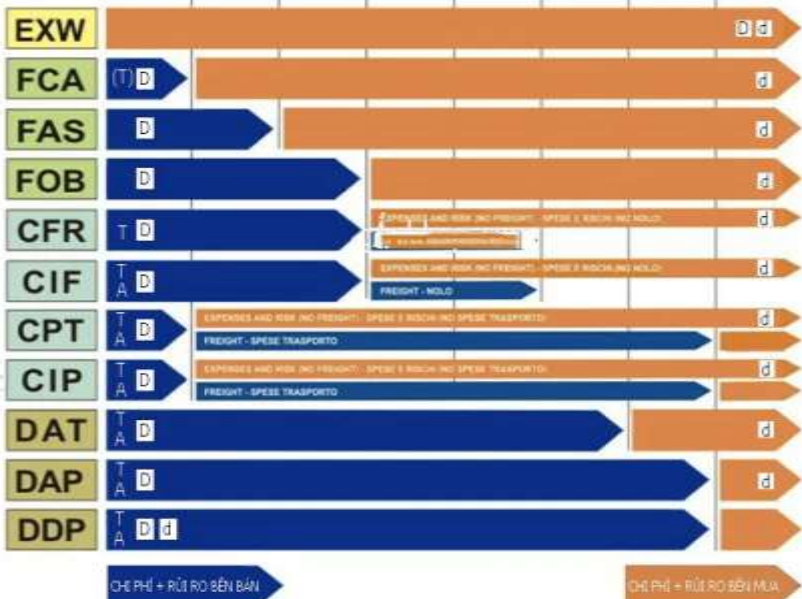 EXW D d
FCA (T) D d
FAS D d
FOB D d
EXPENSES AND RISK (NO FREIGHT) - SPESE E RISCHI (NO NOLO)
CFR T D d
EXPENSES AND RISK (NO FREIGHT) - SPESE E RISCHI (NO NOLO)
CIF T A D d
FREIGHT - NOLO
EXPENSES AND RISK (NO FREIGHT) - SPESE E RISCHI (NO SPESE TRASPORTO)
CPT T A D d
FREIGHT - SPESE TRASPORTO
EXPENSES AND RISK (NO FREIGHT) - SPESE E RISCHI (NO SPESE TRASPORTO)
CIP T A D d
FREIGHT - SPESE TRASPORTO
DAT T A D d
DAP T A D d
DDP T A D d
CHI PHÍ + RỦI RO BÊN BÁN
CHI PHÍ + RỦI RO BÊN MUA